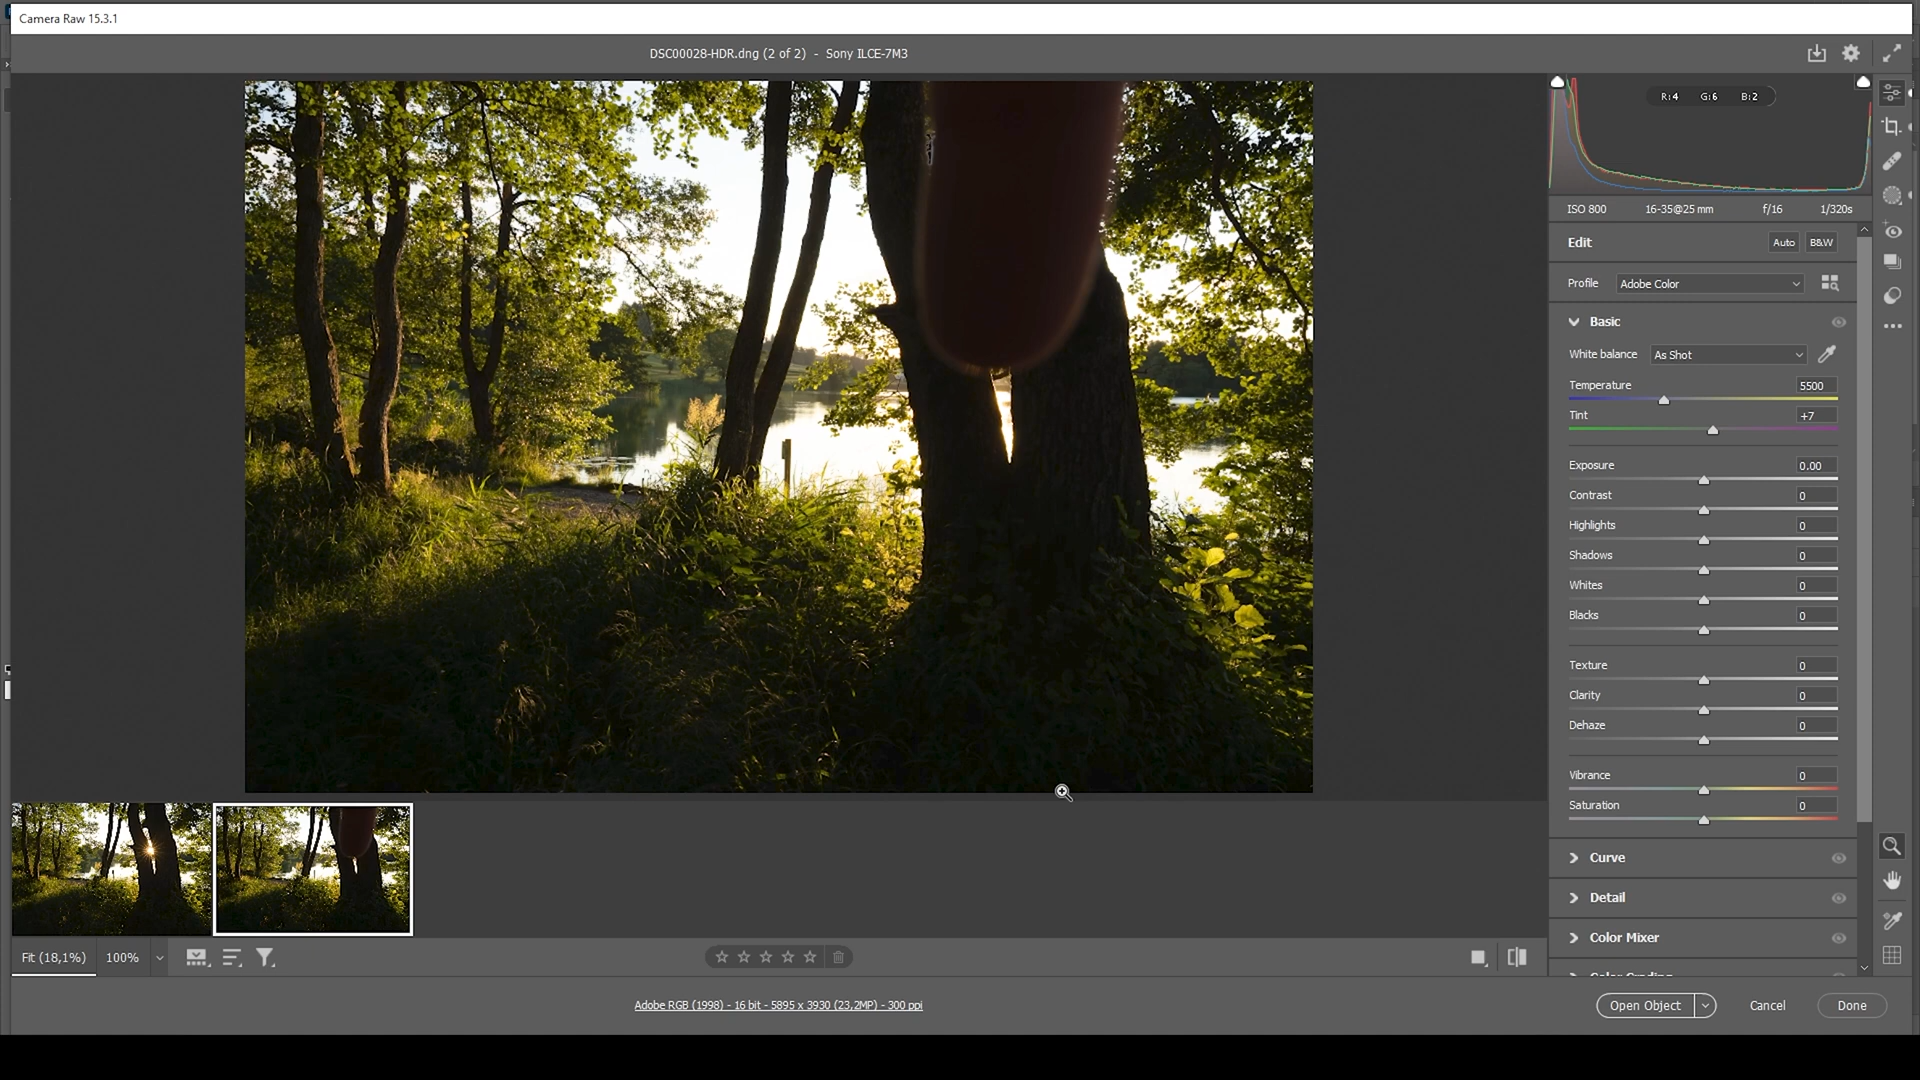 Camera Raw 15.3.1
DSC00028-HDR.dng (2 of 2) - Sony ILCE-7M3
R:4 G:6 B:2
ISO 800 16-35@25 mm f/16 1/320s
Edit Auto B&W
Profile Adobe Color
Basic
White balance As Shot
Temperature 5500
Tint +7
Exposure 0.00
Contrast 0
Highlights 0
Shadows 0
Whites 0
Blacks 0
Texture 0
Clarity 0
Dehaze 0
Vibrance 0
Saturation 0
Curve
Detail
Color Mixer
Color Grading
Fit (18,1%) 100%
Adobe RGB (1998) - 16 bit - 5895 x 3930 (23,2MP) - 300 ppi
Open Object Cancel Done